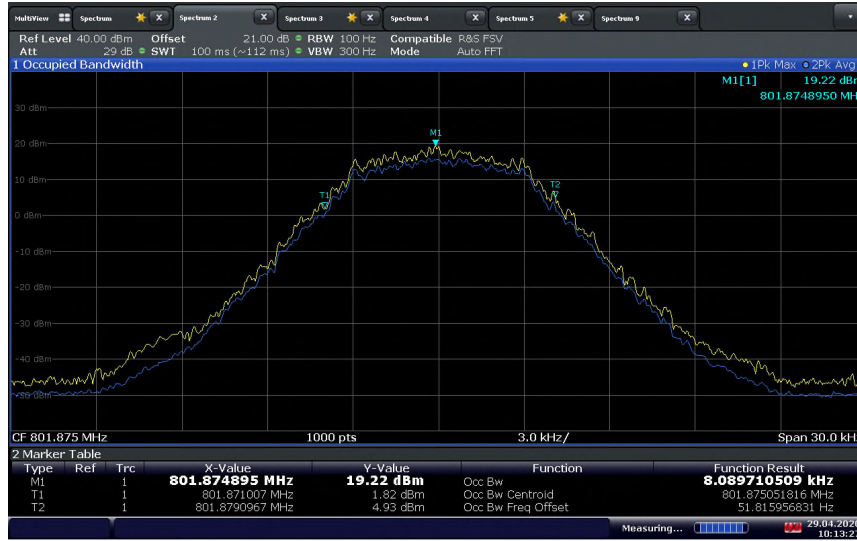 MultiView Spectrum X Spectrum 2 X Spectrum 3 X Spectrum 4 X Spectrum 5 X Spectrum 9 X
Ref Level 40.00 dBm Offset 21.00 dB RBW 100 Hz Compatible R&S FSV
Att 29 dB SWT 100 ms (~112 ms) VBW 300 Hz Mode Auto FFT
1 Occupied Bandwidth 1Pk Max 2Pk Avg
M1[1] 19.22 dBm
801.8748950 MH
30 dBm
M1
20 dBm
10 dBm
T1
T2
0 dBm
-10 dBm
-20 dBm
-30 dBm
-40 dBm
-50 dBm
CF 801.875 MHz 1000 pts 3.0 kHz/ Span 30.0 kH
2 Marker Table
Type Ref Trc X-Value Y-Value Function Function Result
M1 1 801.874895 MHz 19.22 dBm Occ Bw 8.089710509 kHz
T1 1 801.871007 MHz 1.82 dBm Occ Bw Centroid 801.875051816 MHz
T2 1 801.8790967 MHz 4.93 dBm Occ Bw Freq Offset 51.815956831 Hz
Measuring... 29.04.202
10:13:2